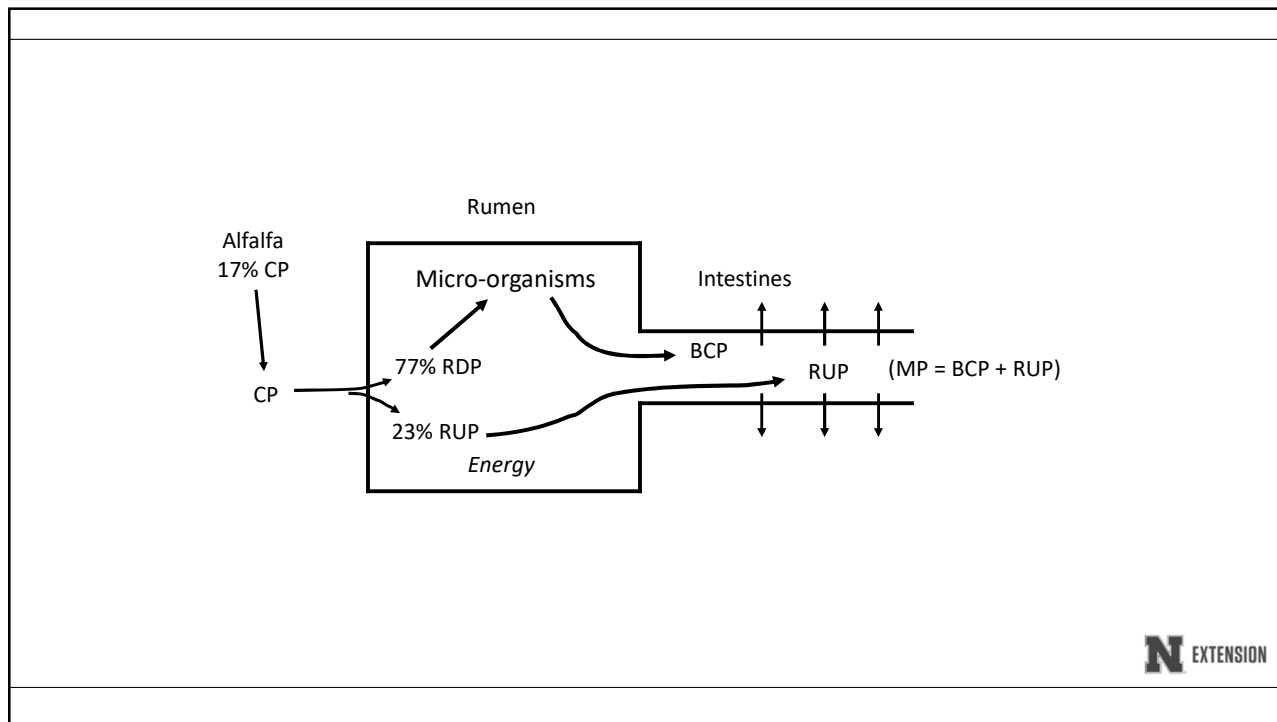 Rumen
Alfalfa
17% CP
Micro-organisms
Intestines
BCP
77% RDP
RUP
(MP = BCP + RUP)
CP
23% RUP
Energy
N EXTENSION